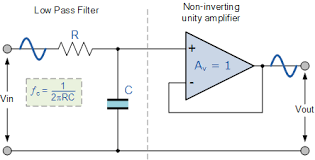 Low Pass Filter
Non-inverting
unity amplifier
R
+
Av = 1
-
C
fc = 1 / 2πRC
Vin
Vout